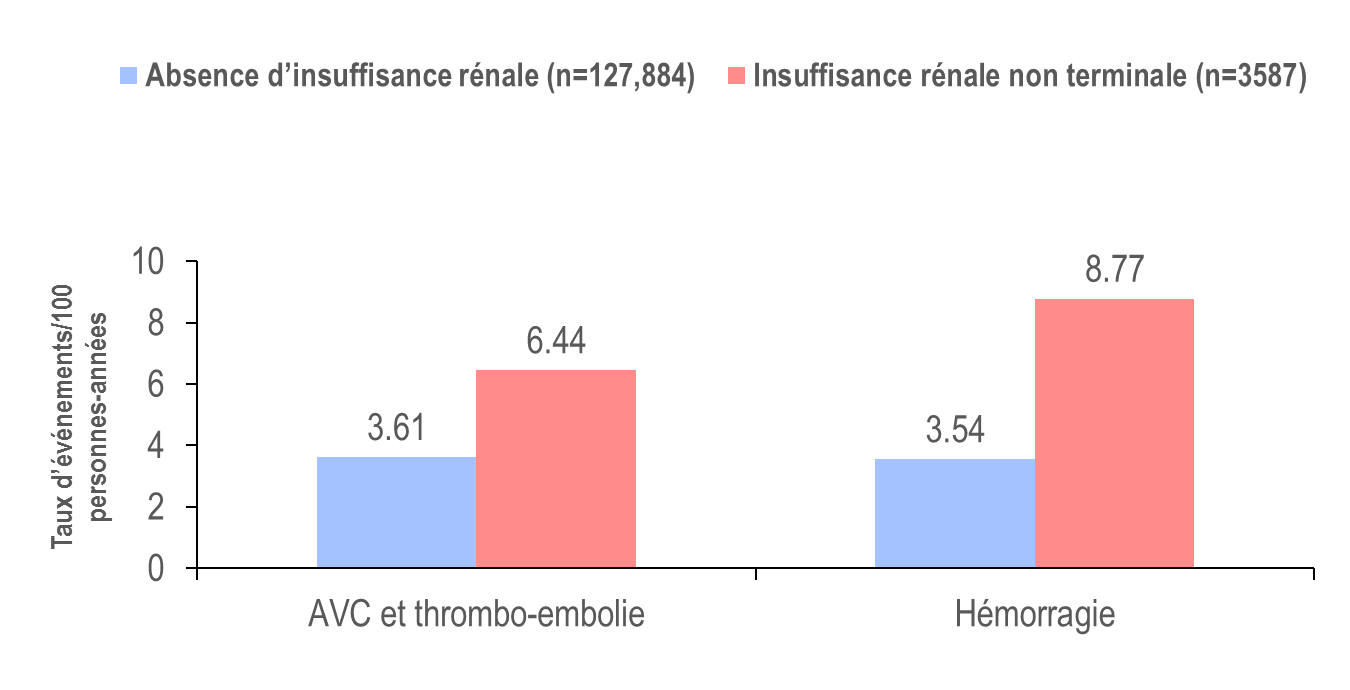 Absence d’insuffisance rénale (n=127,884)
Insuffisance rénale non terminale (n=3587)
Taux d’événements/100
personnes-années
10
8
6
4
2
0
3.61
6.44
3.54
8.77
AVC et thrombo-embolie
Hémorragie